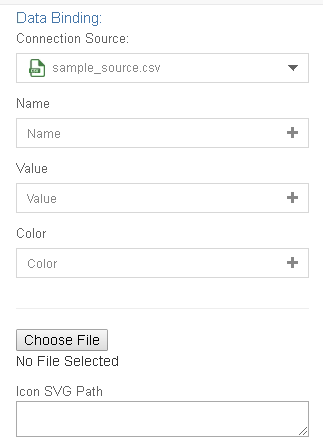 Data Binding:
Connection Source:
sample_source.csv
Name
Name
Value
Value
Color
Color
Choose File
No File Selected
Icon SVG Path